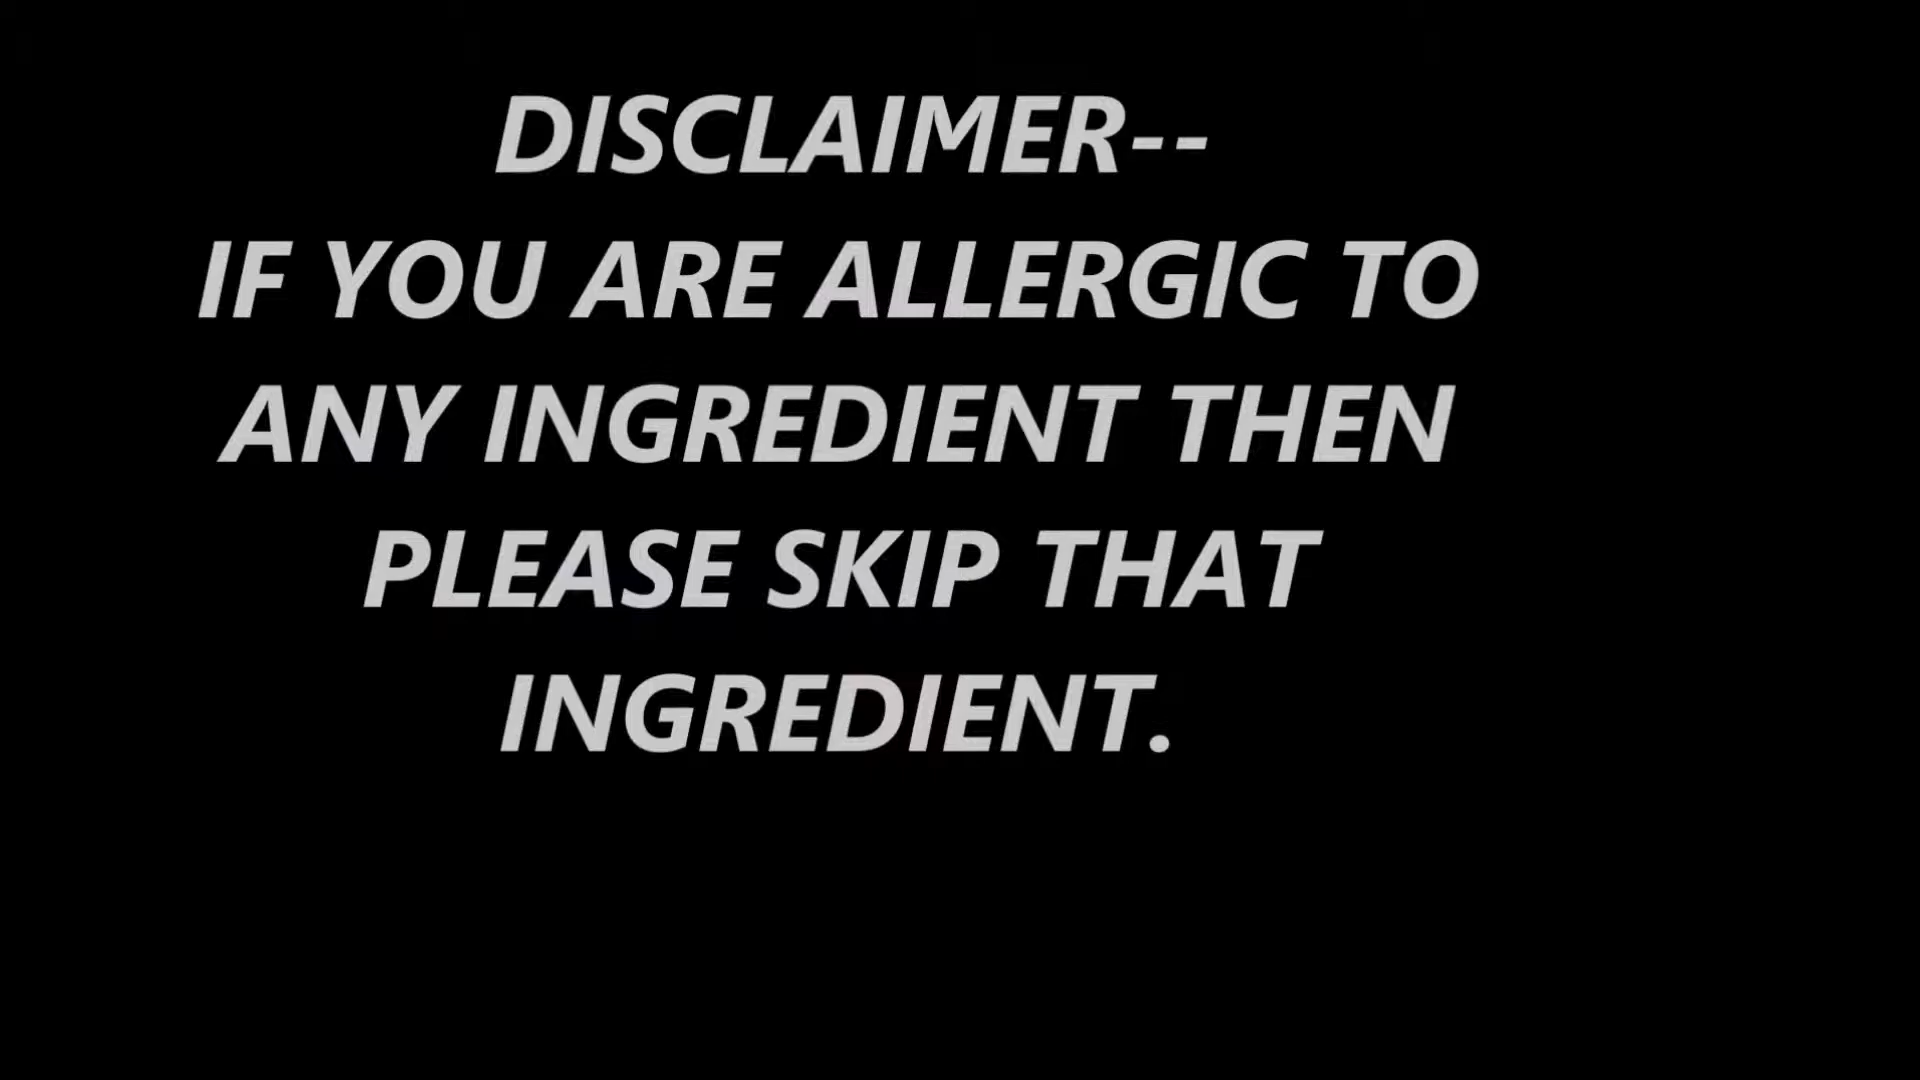 DISCLAIMER--
IF YOU ARE ALLERGIC TO
ANY INGREDIENT THEN
PLEASE SKIP THAT
INGREDIENT.